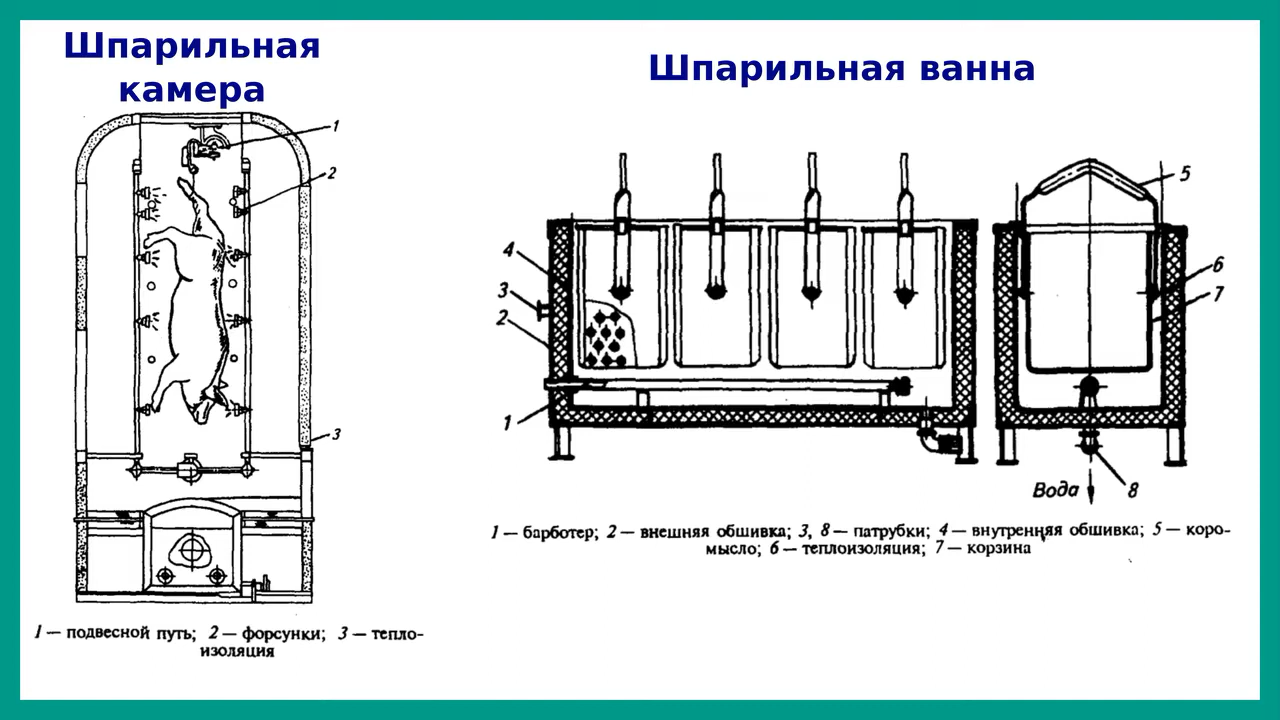 Шпарильная
камера
1
2
3
1 — подвесной путь; 2 — форсунки; 3 — тепло-
изоляция
Шпарильная ванна
4
3
2
1
5
6
7
Вода
8
1 — барботер; 2 — внешняя обшивка; 3, 8 — патрубки; 4 — внутренняя обшивка; 5 — коро-
мысло; 6 — теплоизоляция; 7 — корзина